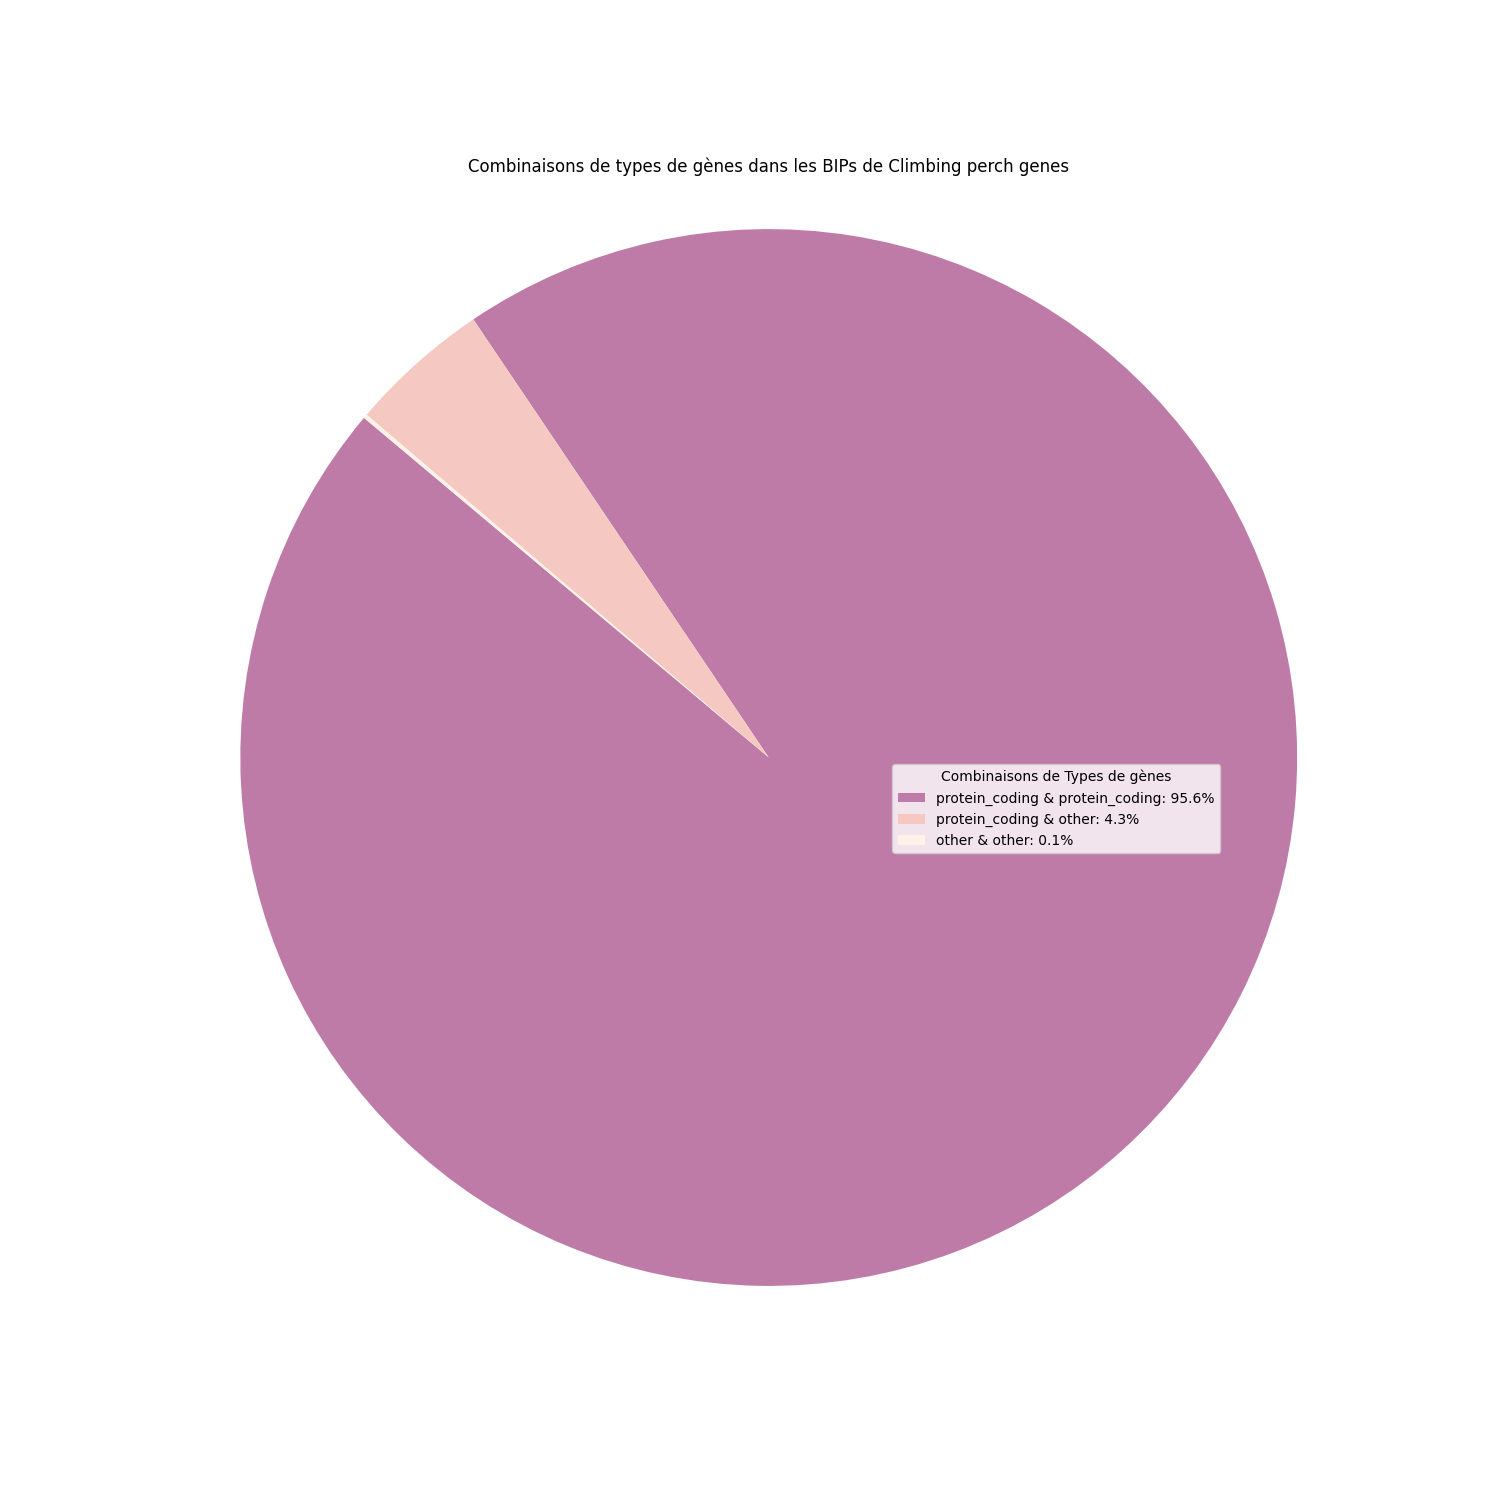 Combinaisons de types de gènes dans les BIPs de Climbing perch genes
Combinaisons de Types de gènes
protein_coding & protein_coding: 95.6%
protein_coding & other: 4.3%
other & other: 0.1%